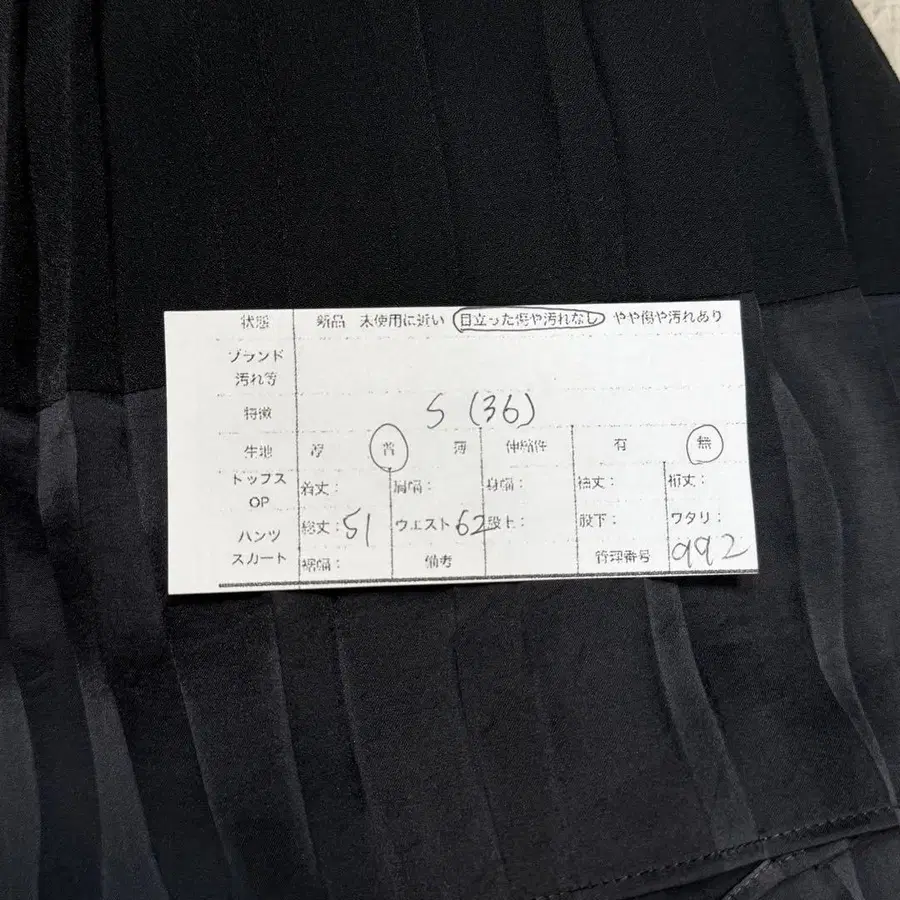 状態 新品 未使用に近い 目立った傷や汚れなし やや傷や汚れあり
ブランド
汚れ等
特徴 S (36)
生地 厚 普 薄 伸縮性 有 無
トップス
OP
着丈: 肩幅: 身幅: 袖丈: 裄丈:
パンツ
スカート
総丈:51 ウエスト62 股上: 股下: ワタリ:
裾幅: 備考 管理番号 992